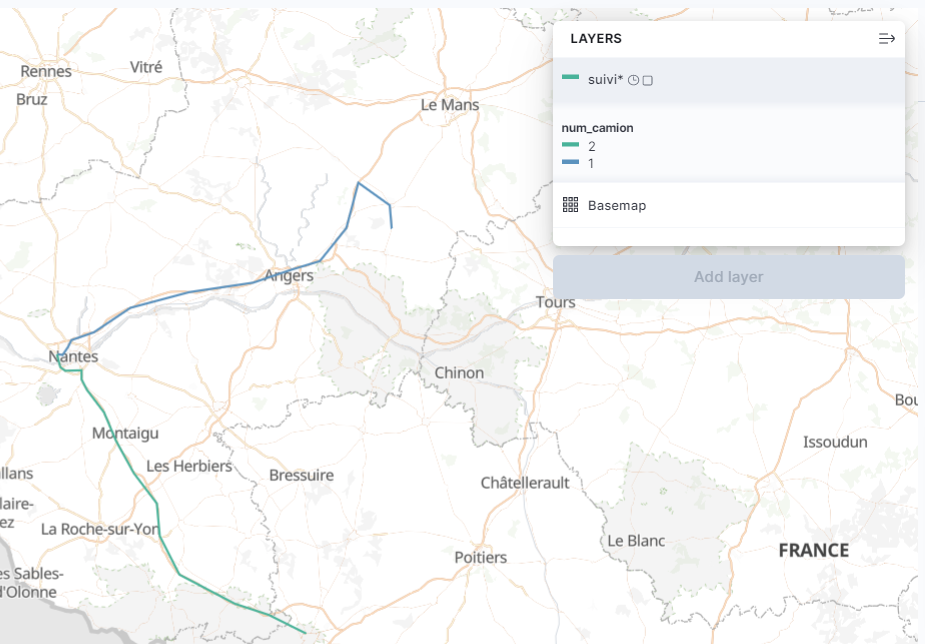 LAYERS
suivi*
num_camion
2
1
Basemap
Add layer
Rennes
Vitré
Bruz
Le Mans
Angers
Tours
Nantes
Chinon
Bou
Montaigu
Issoudun
Les Herbiers
Bressuire
llans
Châtellerault
laire-
ez
La Roche-sur-Yon
Le Blanc
Poitiers
FRANCE
es Sables-
d'Olonne